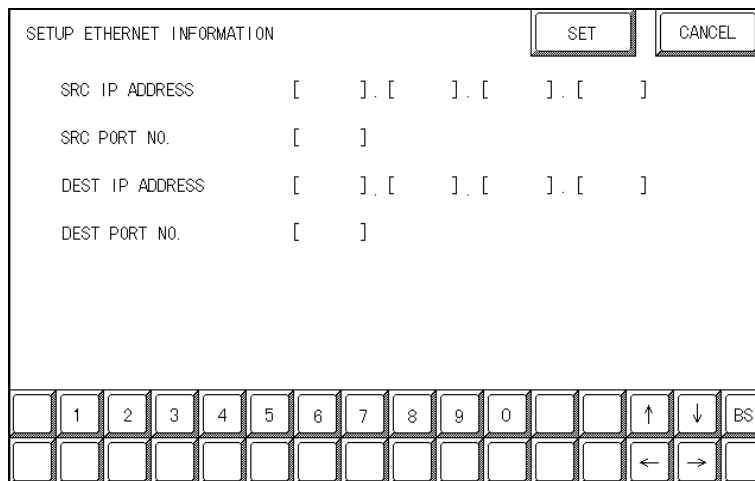 SETUP ETHERNET INFORMATION SET CANCEL
SRC IP ADDRESS [ ].[ ].[ ].[ ]
SRC PORT NO. [ ]
DEST IP ADDRESS [ ].[ ].[ ].[ ]
DEST PORT NO. [ ]
1 2 3 4 5 6 7 8 9 0 ↑ ↓ BS
← →